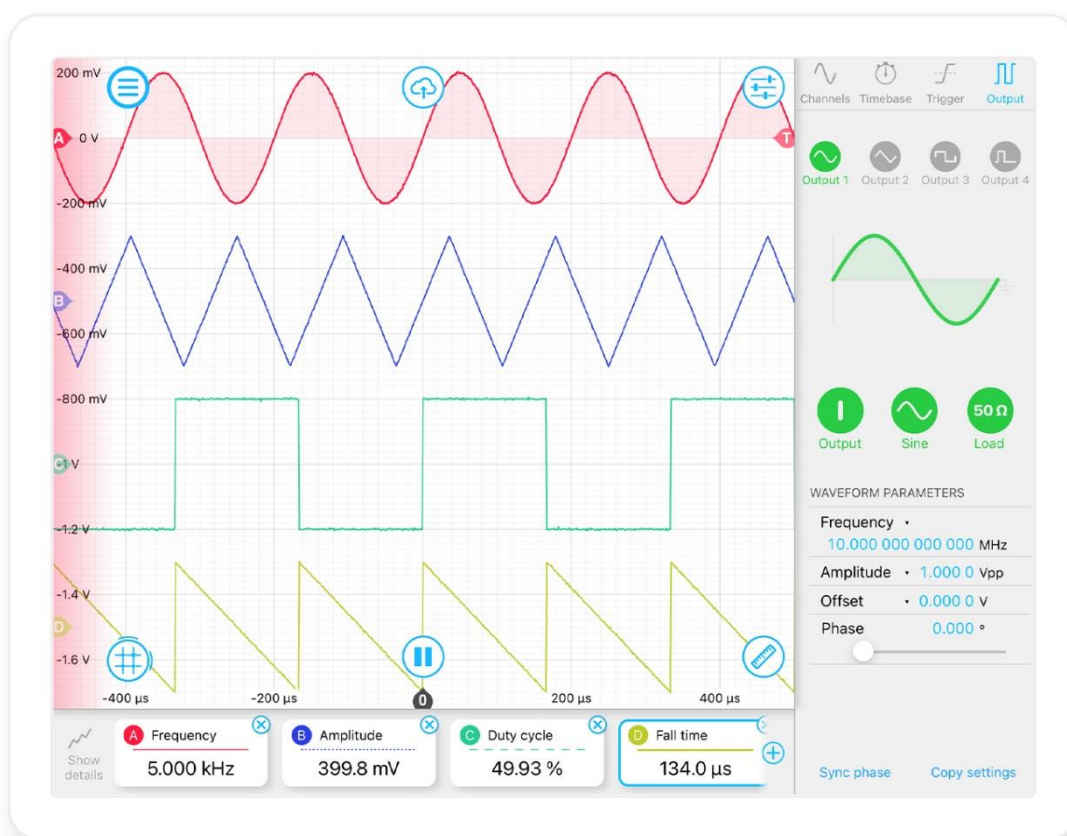 200 mV
A
0 V
T
-200 mV
-400 mV
B
-600 mV
-800 mV
C
-1 V
-1.2 V
-1.4 V
D
-1.6 V
-400 µs
-200 µs
0
200 µs
400 µs
Show
details
A Frequency
5.000 kHz
B Amplitude
399.8 mV
C Duty cycle
49.93 %
D Fall time
134.0 µs
Channels Timebase Trigger Output
Output 1 Output 2 Output 3 Output 4
50 Ω
Output Sine Load
WAVEFORM PARAMETERS
Frequency
10.000 000 000 000 MHz
Amplitude 1.000 0 Vpp
Offset 0.000 0 V
Phase 0.000 °
Sync phase Copy settings